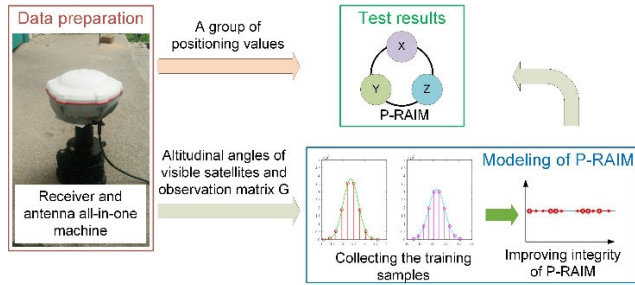 Data preparation
Receiver and
antenna all-in-one
machine
A group of
positioning values
Altitudinal angles of
visible satellites and
observation matrix G
Test results
X
Y
Z
P-RAIM
Modeling of P-RAIM
Collecting the training
samples
Improving integrity
of P-RAIM